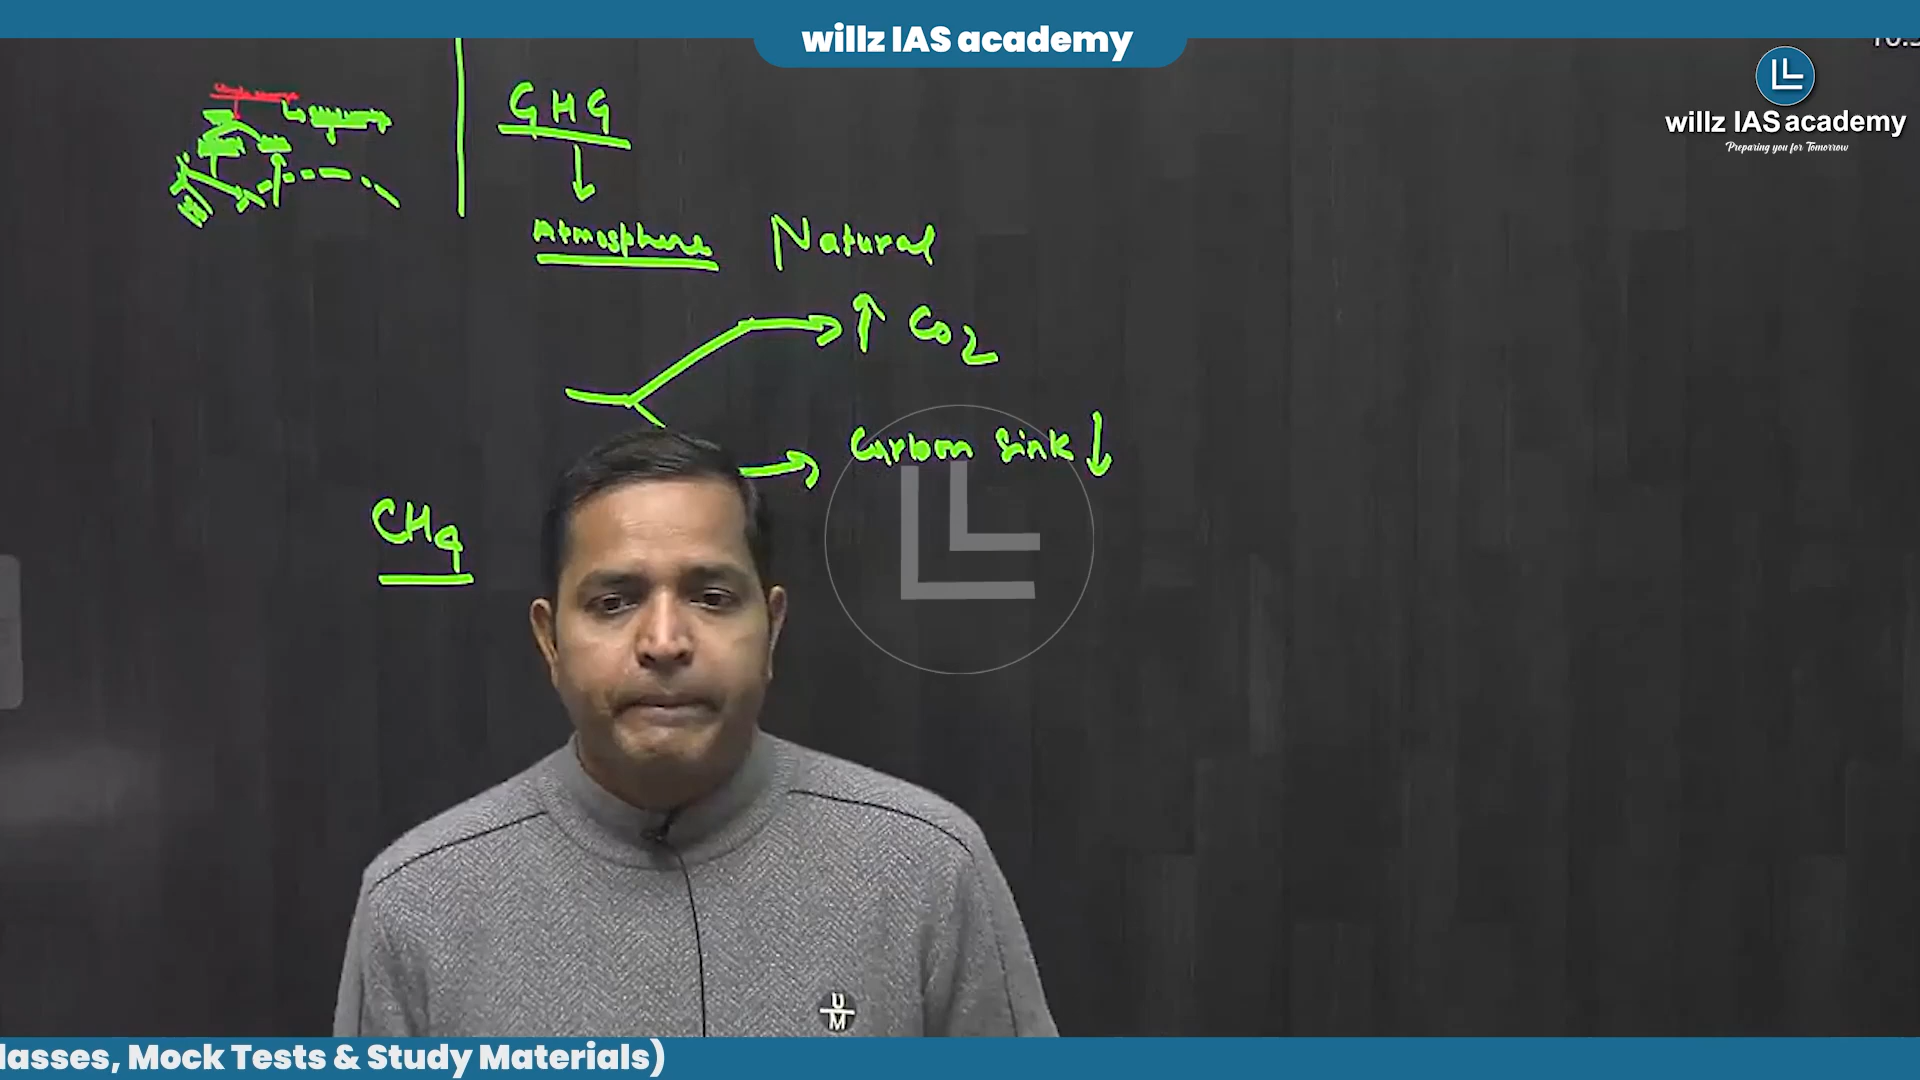 willz IAS academy
willz IAS academy
Preparing you for Tomorrow
GHG
Atmosphere Natural
↑ CO2
Carbon Sink ↓
CH4
U
M
lasses, Mock Tests & Study Materials)